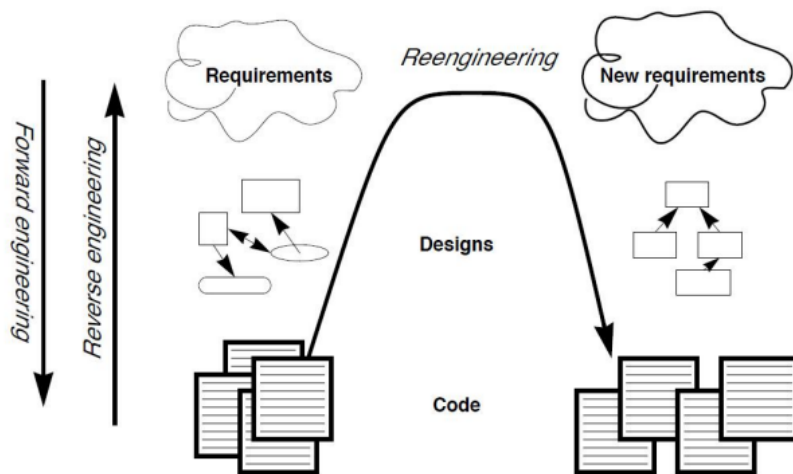 Reengineering
Requirements
New requirements
Forward engineering
Reverse engineering
Designs
Code